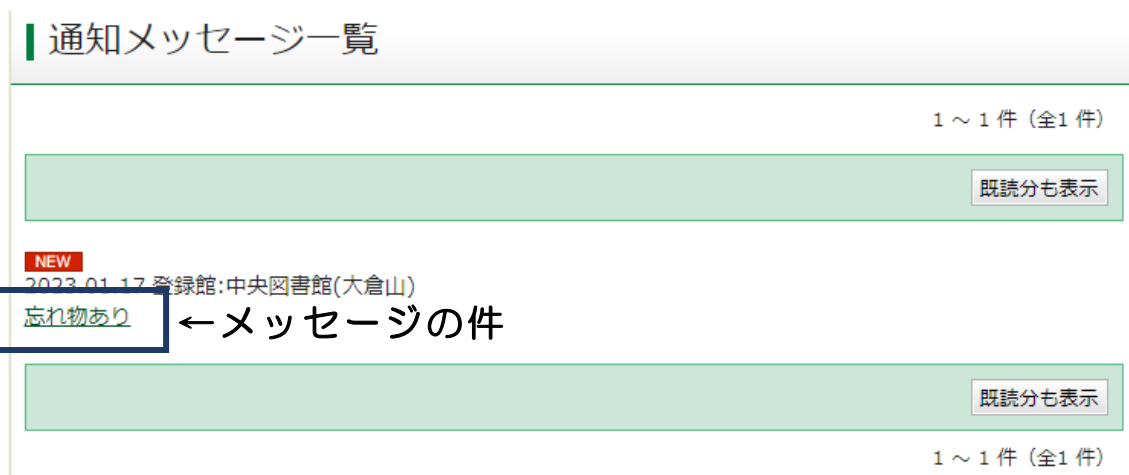 通知メッセージ一覧
1 ～ 1 件（全1 件）
既読分も表示
NEW
2023.01.17 登録館:中央図書館(大倉山)
忘れ物あり
←メッセージの件
既読分も表示
1 ～ 1 件（全1 件）